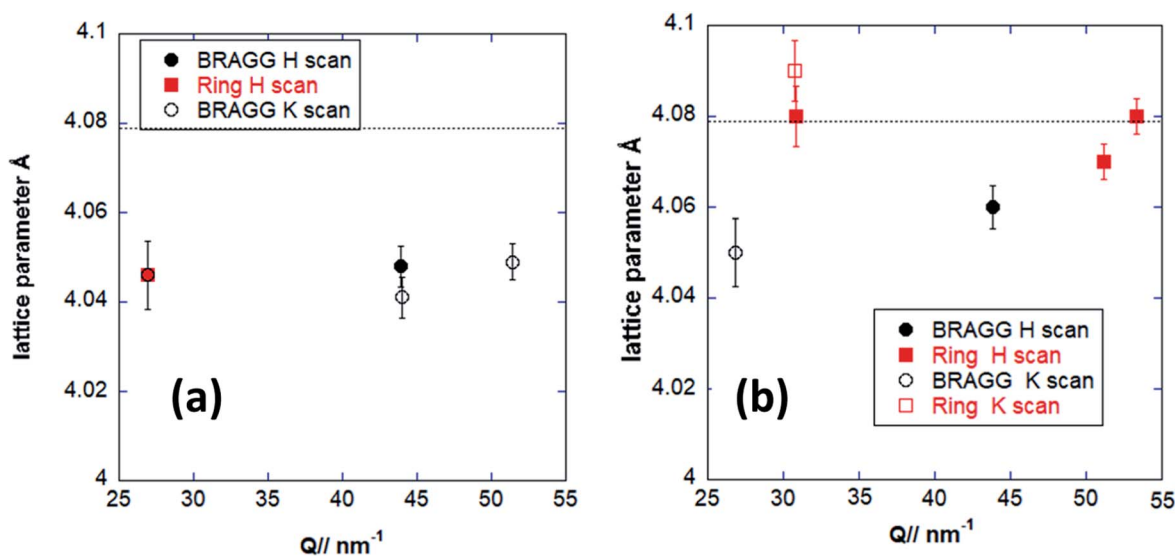 4.1
4.08
4.06
4.04
4.02
4
lattice parameter Å
BRAGG H scan
Ring H scan
BRAGG K scan
(a)
25 30 35 40 45 50 55
Q// nm⁻¹
4.1
4.08
4.06
4.04
4.02
4
lattice parameter Å
BRAGG H scan
Ring H scan
BRAGG K scan
Ring K scan
(b)
25 30 35 40 45 50 55
Q// nm⁻¹